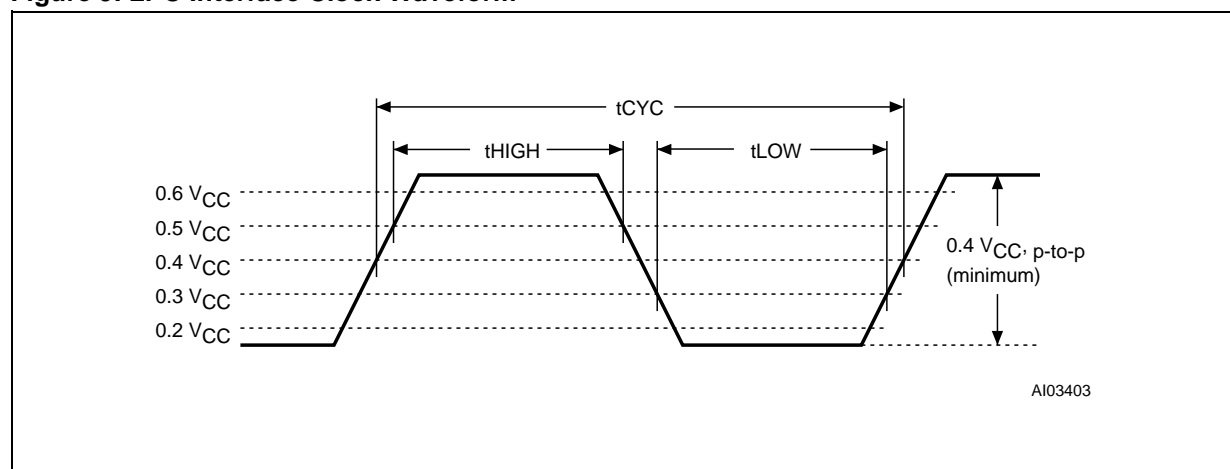 tCYC
tHIGH
tLOW
0.6 VCC
0.5 VCC
0.4 VCC
0.3 VCC
0.2 VCC
0.4 VCC, p-to-p
(minimum)
AI03403